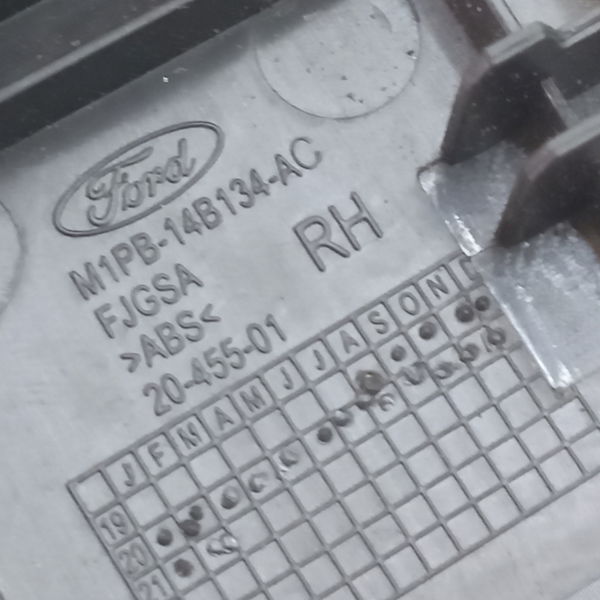 Ford
M1PB-14B134-AC
FJGSA
RH
>ABS<
20-455-01
J F M A M J J A S O N D
19
20
21